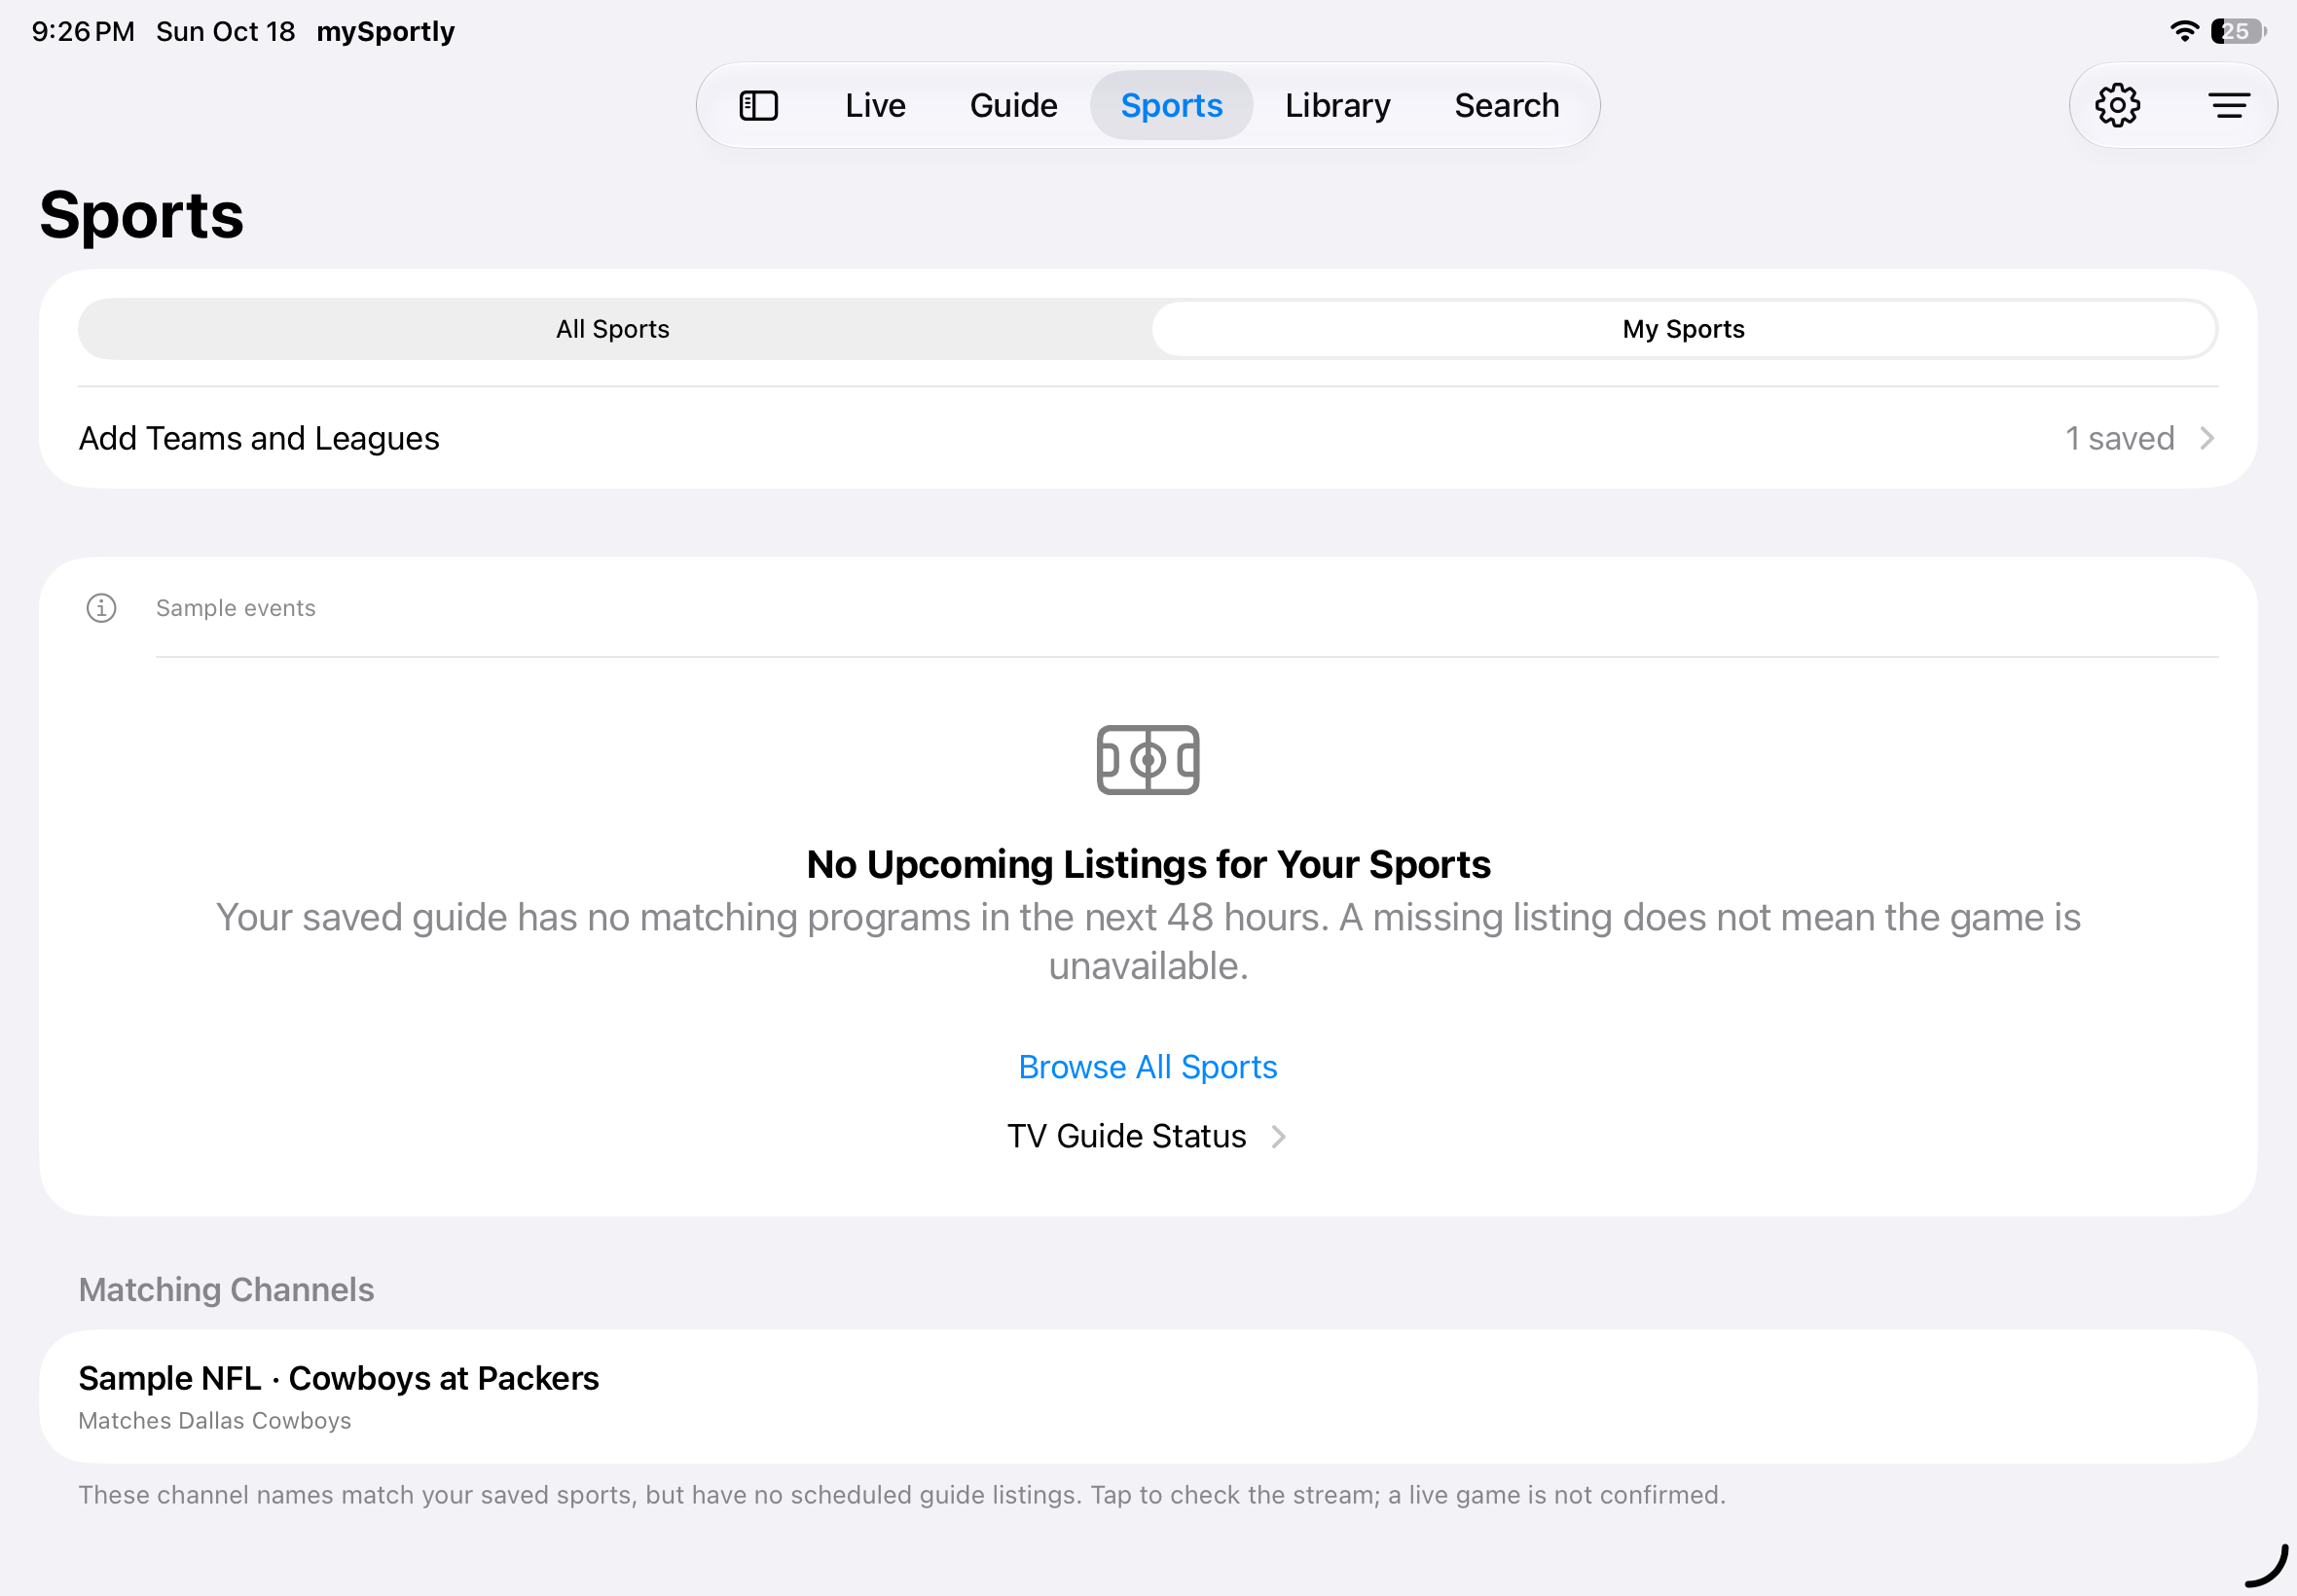 9:26 PM Sun Oct 18 mySportly
25
Live Guide Sports Library Search
Sports
All Sports
My Sports
Add Teams and Leagues
1 saved
Sample events
No Upcoming Listings for Your Sports
Your saved guide has no matching programs in the next 48 hours. A missing listing does not mean the game is
unavailable.
Browse All Sports
TV Guide Status
Matching Channels
Sample NFL · Cowboys at Packers
Matches Dallas Cowboys
These channel names match your saved sports, but have no scheduled guide listings. Tap to check the stream; a live game is not confirmed.